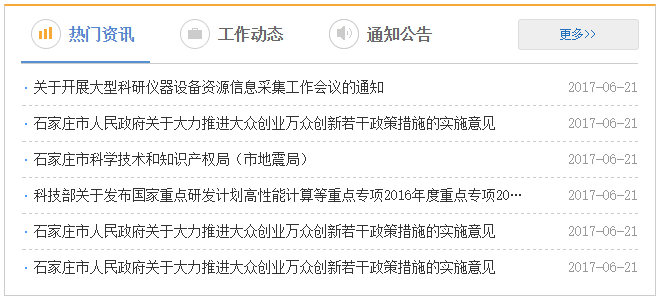 热门资讯 工作动态 通知公告 更多>>
· 关于开展大型科研仪器设备资源信息采集工作会议的通知 2017-06-21
· 石家庄市人民政府关于大力推进大众创业万众创新若干政策措施的实施意见 2017-06-21
· 石家庄市科学技术和知识产权局（市地震局） 2017-06-21
· 科技部关于发布国家重点研发计划高性能计算等重点专项2016年度重点专项20… 2017-06-21
· 石家庄市人民政府关于大力推进大众创业万众创新若干政策措施的实施意见 2017-06-21
· 石家庄市人民政府关于大力推进大众创业万众创新若干政策措施的实施意见 2017-06-21